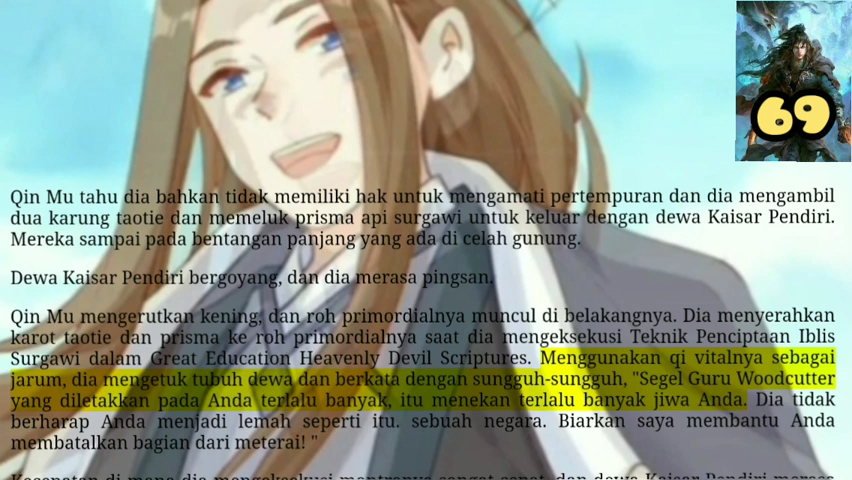 69
Qin Mu tahu dia bahkan tidak memiliki hak untuk mengamati pertempuran dan dia mengambil
dua karung taotie dan memeluk prisma api surgawi untuk keluar dengan dewa Kaisar Pendiri.
Mereka sampai pada bentangan panjang yang ada di celah gunung.
Dewa Kaisar Pendiri bergoyang, dan dia merasa pingsan.
Qin Mu mengerutkan kening, dan roh primordialnya muncul di belakangnya. Dia menyerahkan
karot taotie dan prisma ke roh primordialnya saat dia mengeksekusi Teknik Penciptaan Iblis
Surgawi dalam Great Education Heavenly Devil Scriptures. Menggunakan qi vitalnya sebagai
jarum, dia mengetuk tubuh dewa dan berkata dengan sungguh-sungguh, "Segel Guru Woodcutter
yang diletakkan pada Anda terlalu banyak, itu menekan terlalu banyak jiwa Anda. Dia tidak
berharap Anda menjadi lemah seperti itu. sebuah negara. Biarkan saya membantu Anda
membatalkan bagian dari meterai! "